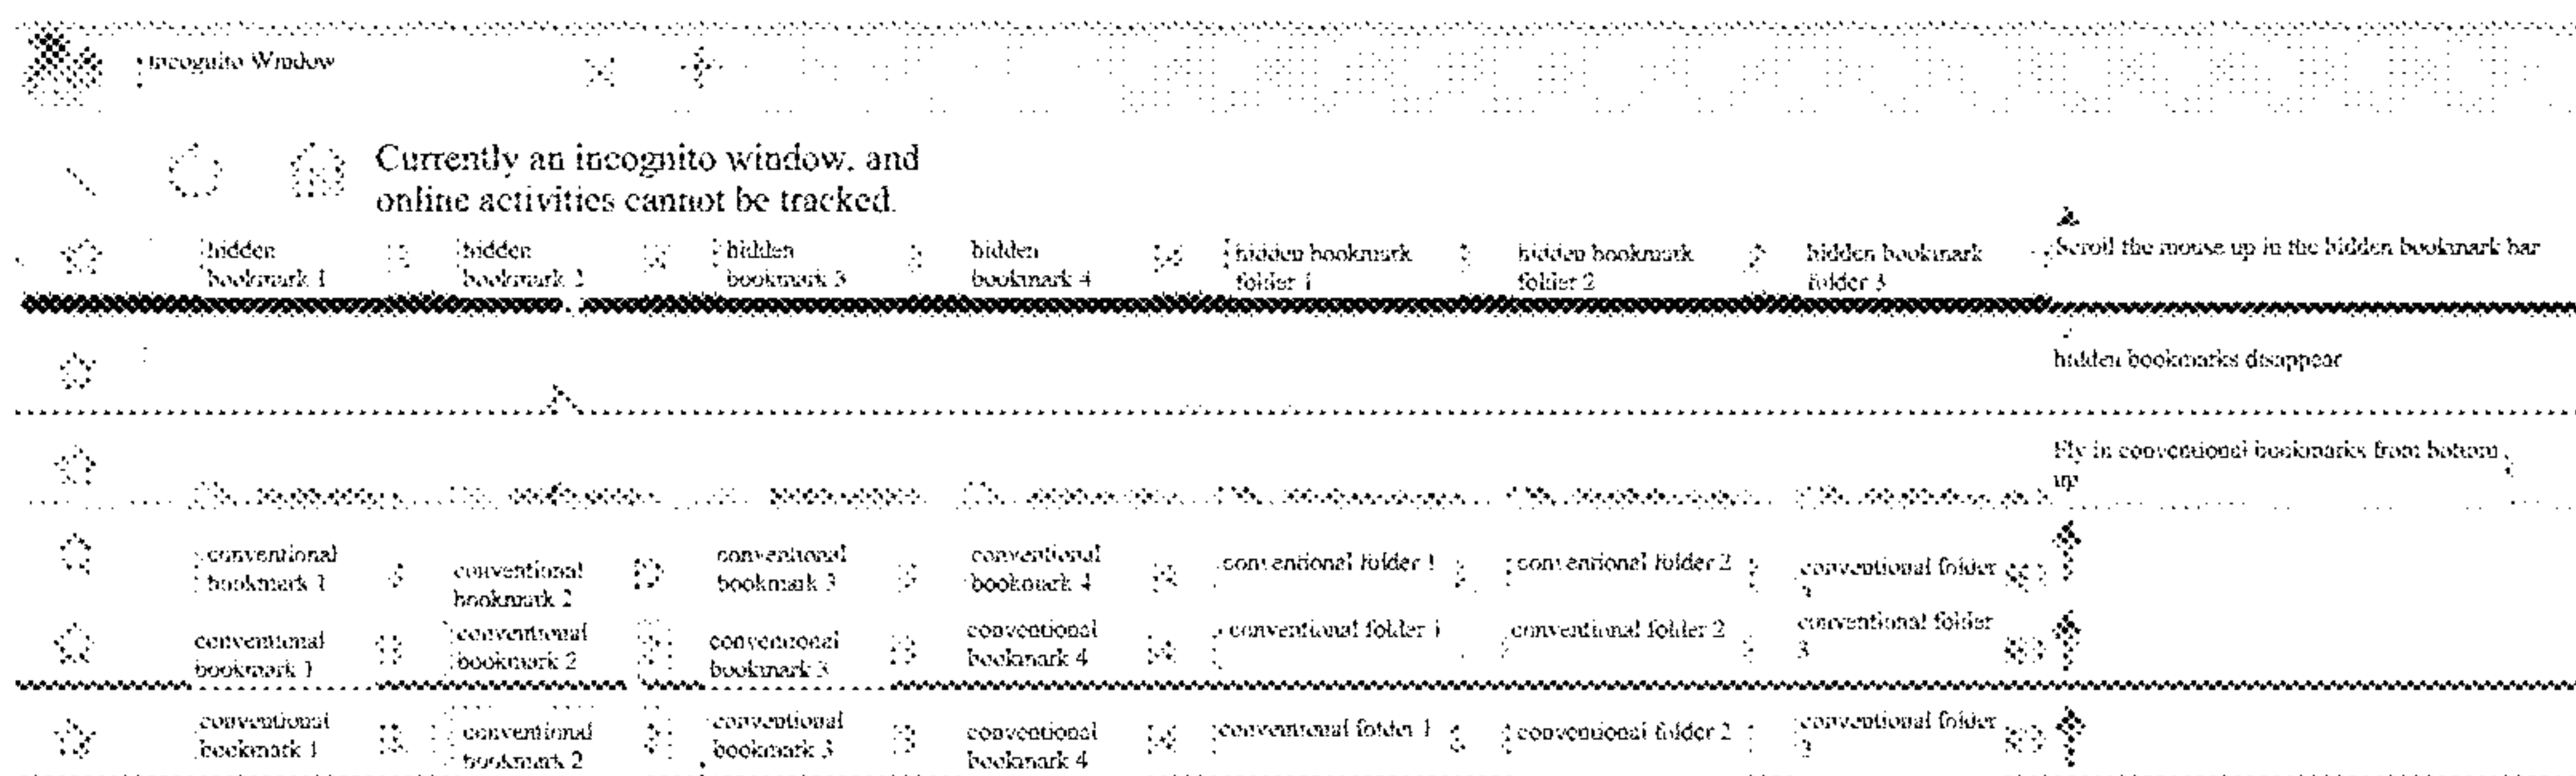 Incognito Window
Currently an incognito window, and
online activities cannot be tracked.
hidden bookmark 1
hidden bookmark 2
hidden bookmark 3
hidden bookmark 4
hidden bookmark folder 1
hidden bookmark folder 2
hidden bookmark folder 3
Scroll the mouse up in the hidden bookmark bar
hidden bookmarks disappear
Fly in conventional bookmarks from bottom
up
conventional bookmark 1
conventional bookmark 2
conventional bookmark 3
conventional bookmark 4
conventional folder 1
conventional folder 2
conventional folder 3
conventional bookmark 1
conventional bookmark 2
conventional bookmark 3
conventional bookmark 4
conventional folder 1
conventional folder 2
conventional folder 3
conventional bookmark 1
conventional bookmark 2
conventional bookmark 3
conventional bookmark 4
conventional folder 1
conventional folder 2
conventional folder 3